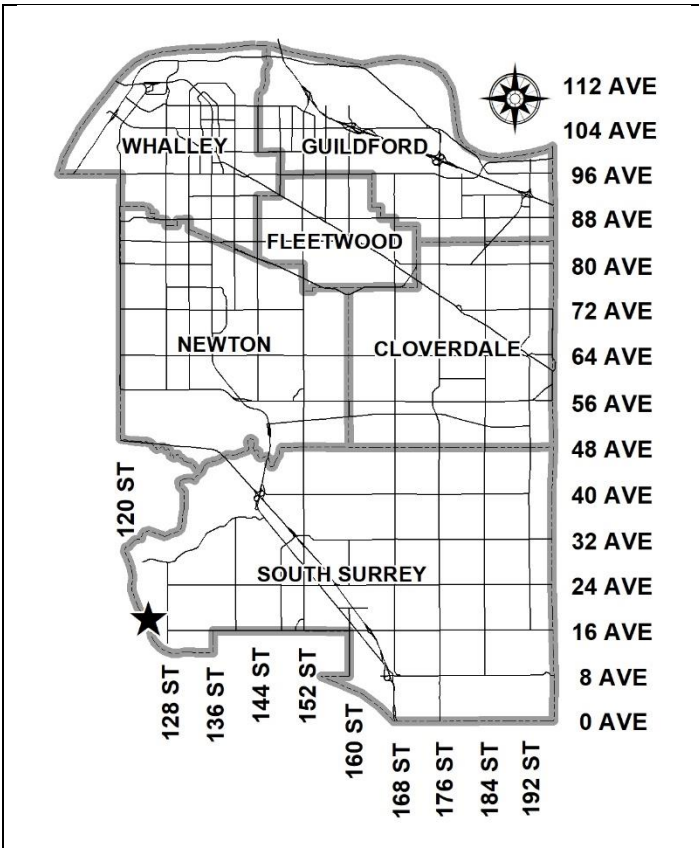 112 AVE
104 AVE
WHALLEY
GUILDFORD
96 AVE
88 AVE
FLEETWOOD
80 AVE
72 AVE
NEWTON
CLOVERDALE
64 AVE
56 AVE
48 AVE
120 ST
40 AVE
32 AVE
SOUTH SURREY
24 AVE
16 AVE
8 AVE
0 AVE
128 ST
136 ST
144 ST
152 ST
160 ST
168 ST
176 ST
184 ST
192 ST